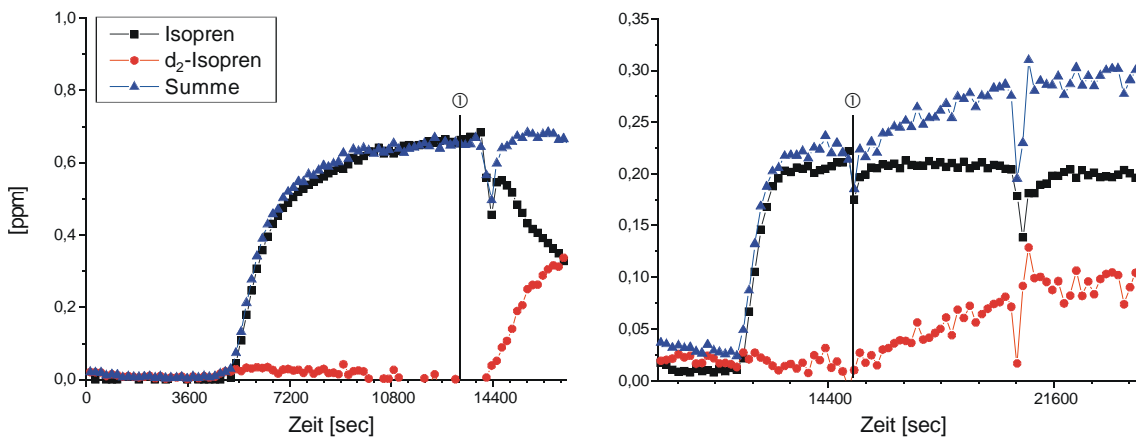 1,0
0,8
0,6
0,4
0,2
0,0
[ppm]
Isopren
d₂-Isopren
Summe
①
0 3600 7200 10800 14400
Zeit [sec]
0,35
0,30
0,25
0,20
0,15
0,10
0,05
0,00
①
14400 21600
Zeit [sec]